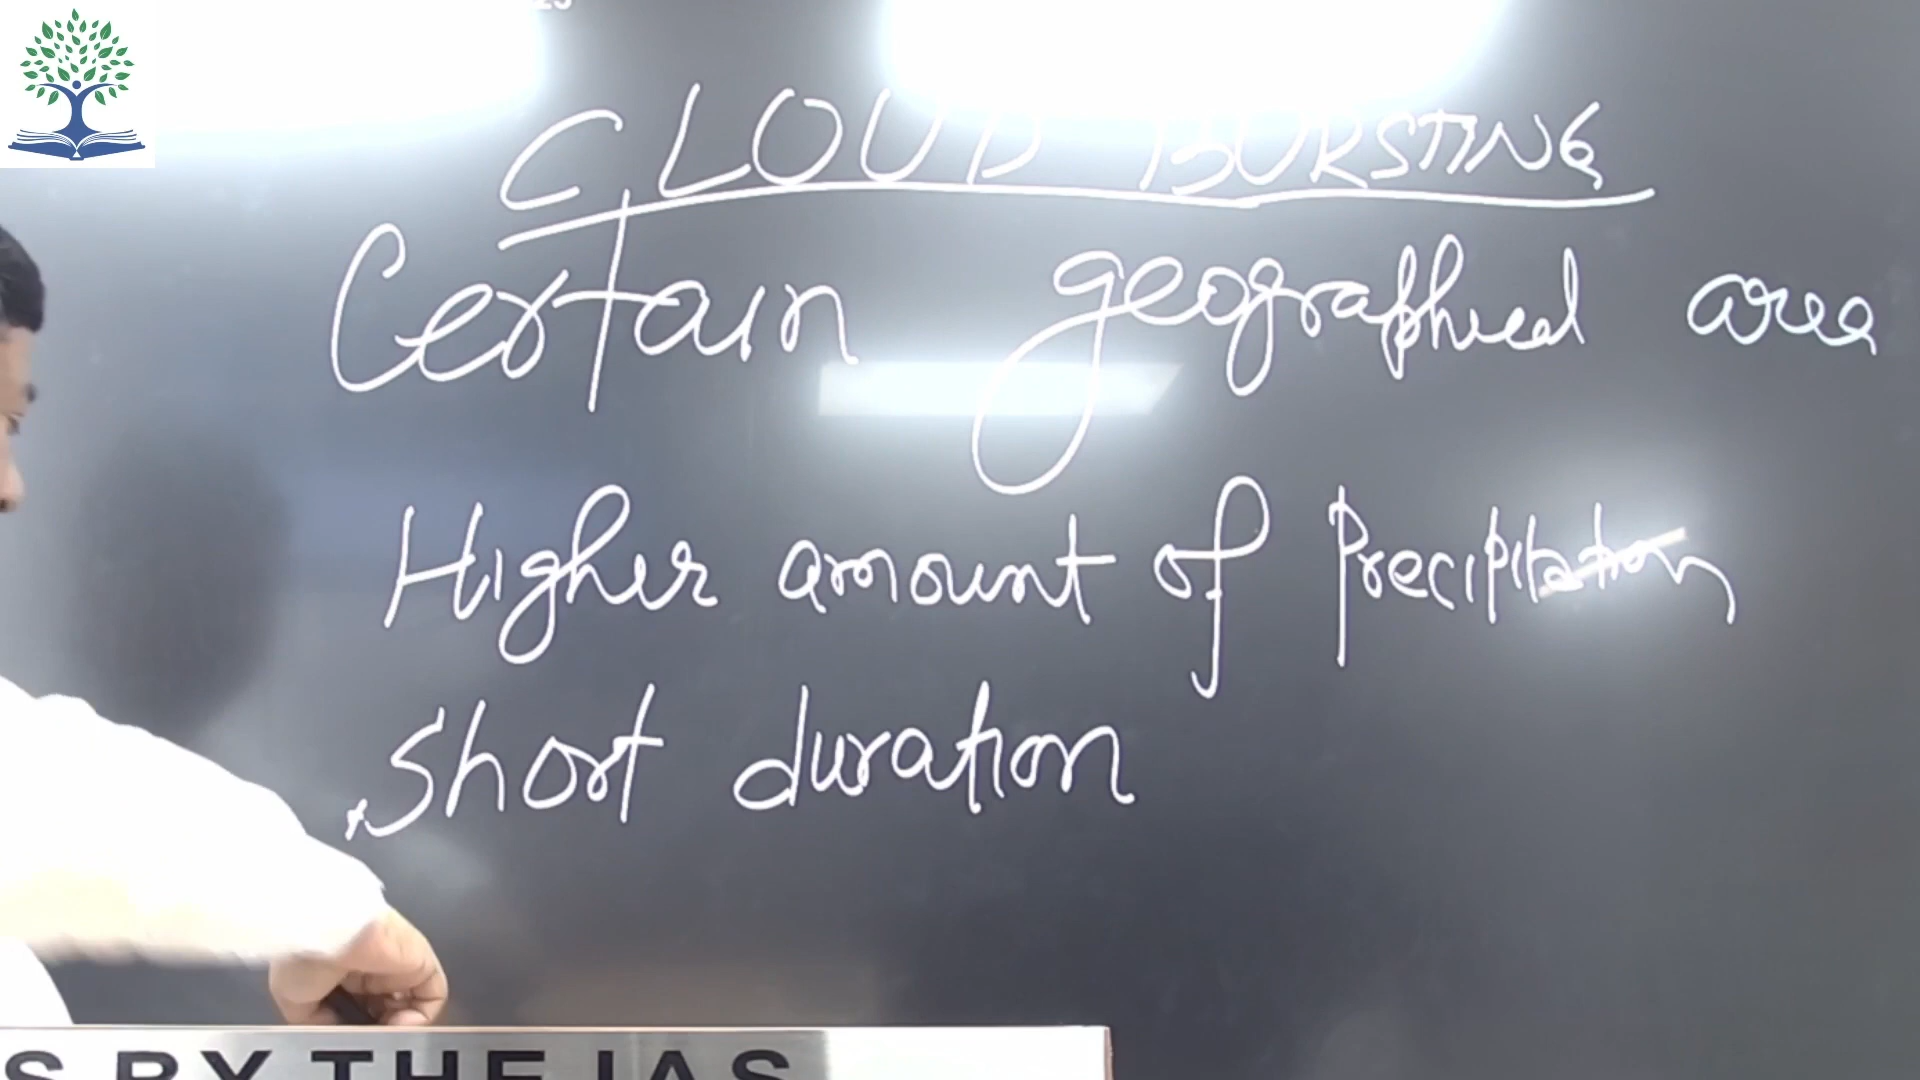 CLOUD BURSTING
Certain geographical area
Higher amount of Precipitation
Short duration
S BY THE IAS